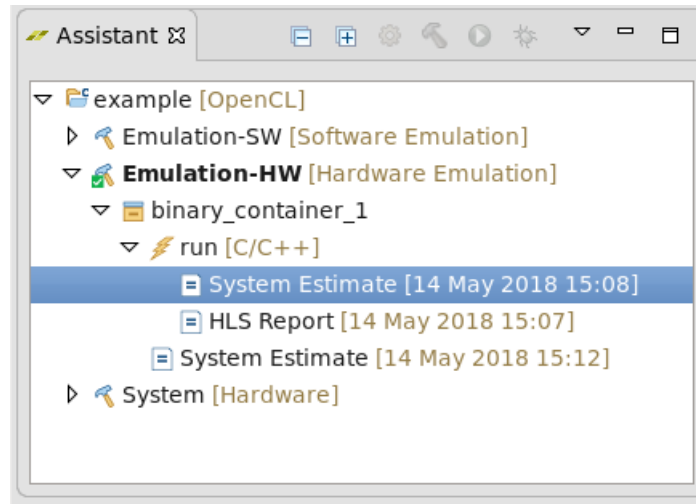 Assistant
example [OpenCL]
Emulation-SW [Software Emulation]
Emulation-HW [Hardware Emulation]
binary_container_1
run [C/C++]
System Estimate [14 May 2018 15:08]
HLS Report [14 May 2018 15:07]
System Estimate [14 May 2018 15:12]
System [Hardware]